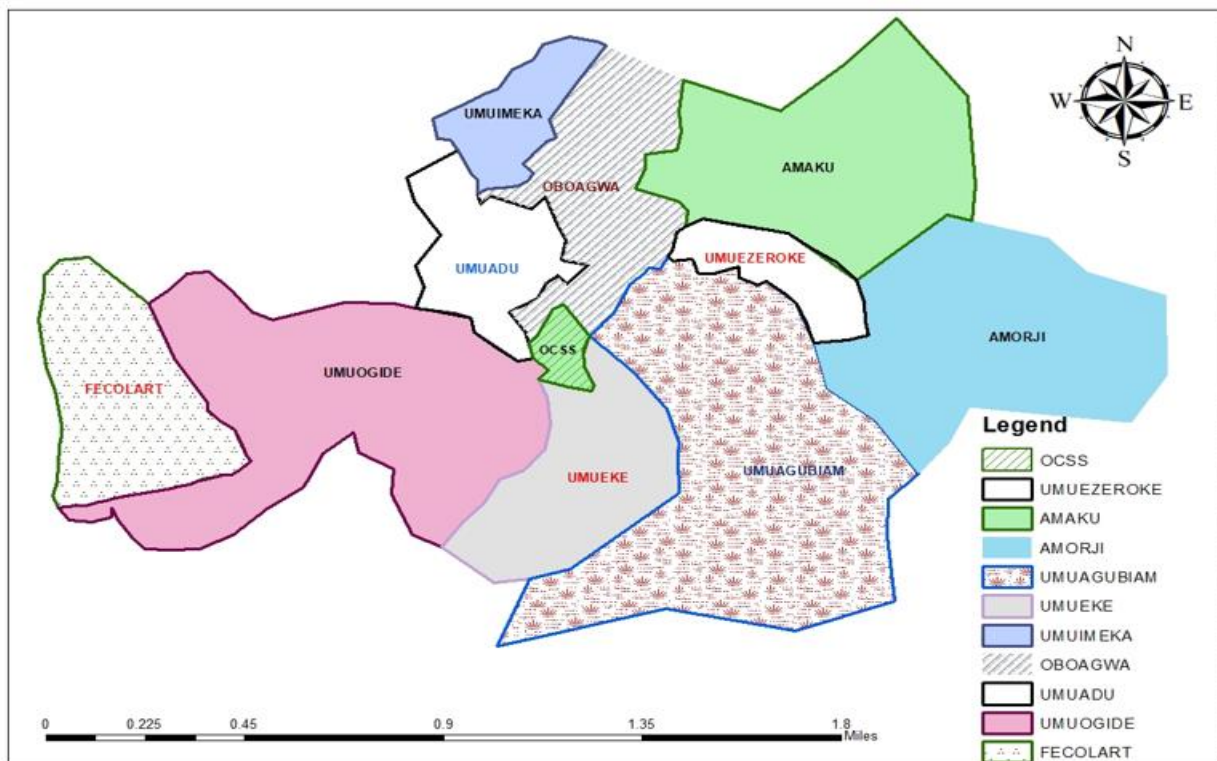 N
W E
S
UMUIMEKA
AMAKU
OBOAGWA
UMUEZEROKE
UMUADU
AMORJI
OCSS
UMUOGIDE
FECOLART
UMUEKE
UMUAGUBIAM
Legend
OCSS
UMUEZEROKE
AMAKU
AMORJI
UMUAGUBIAM
UMUEKE
UMUIMEKA
OBOAGWA
UMUADU
UMUOGIDE
FECOLART
0 0.225 0.45 0.9 1.35 1.8
Miles